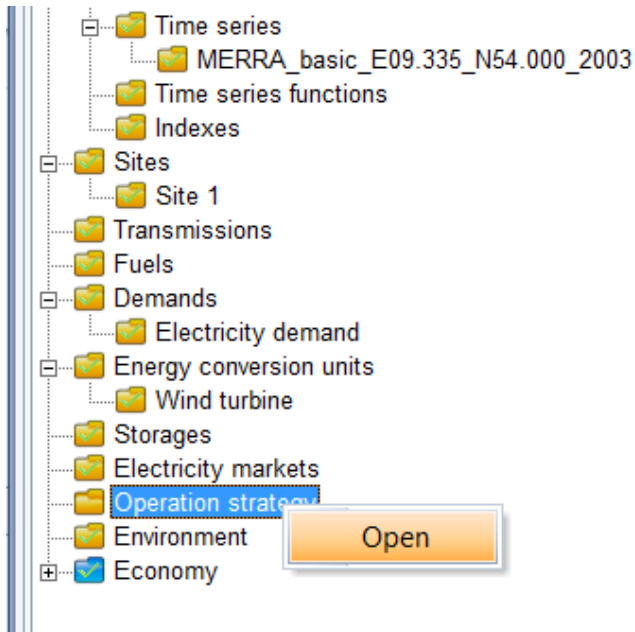 Time series
MERRA_basic_E09.335_N54.000_2003
Time series functions
Indexes
Sites
Site 1
Transmissions
Fuels
Demands
Electricity demand
Energy conversion units
Wind turbine
Storages
Electricity markets
Operation strategy
Environment
Open
Economy